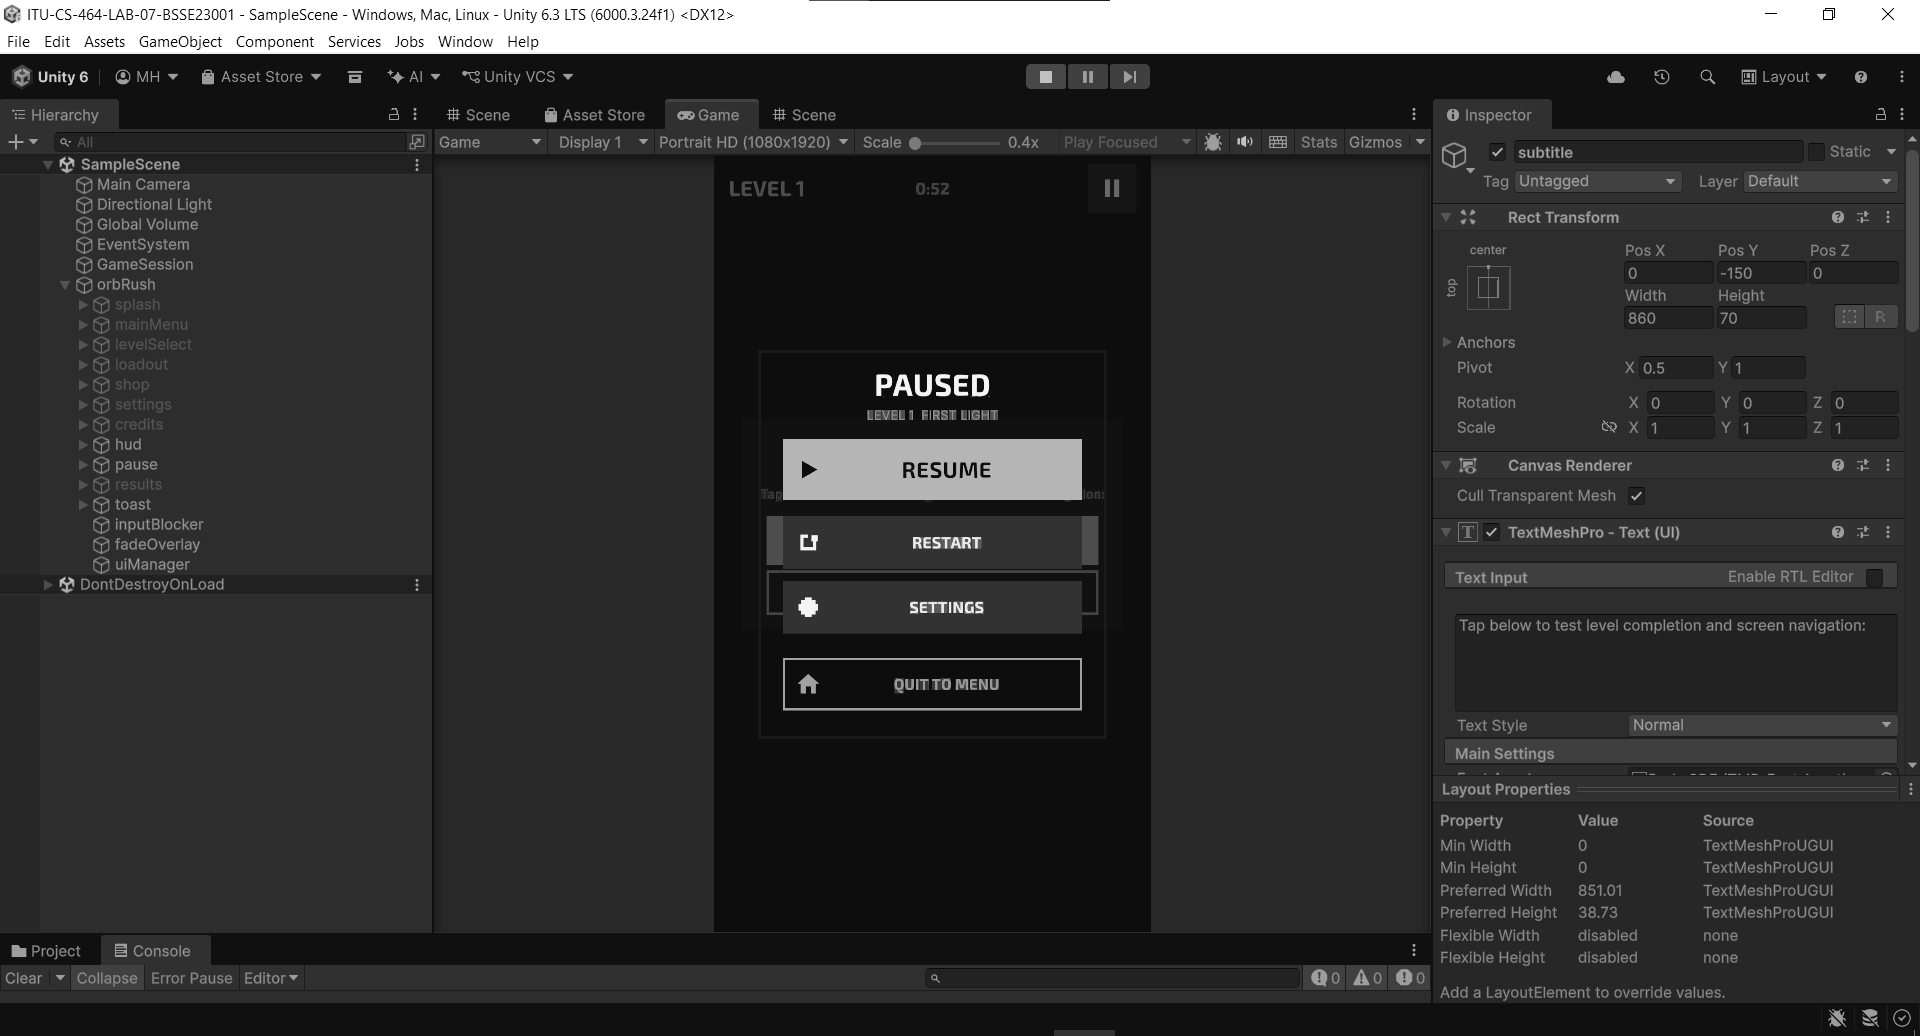 ITU-CS-464-LAB-07-BSSE23001 - SampleScene - Windows, Mac, Linux - Unity 6.3 LTS (6000.3.24f1) <DX12>
File Edit Assets GameObject Component Services Jobs Window Help
Unity 6 MH Asset Store AI Unity VCS Layout
Hierarchy
All
SampleScene
Main Camera
Directional Light
Global Volume
EventSystem
GameSession
orbRush
splash
mainMenu
levelSelect
loadout
shop
settings
credits
hud
pause
results
toast
inputBlocker
fadeOverlay
uiManager
DontDestroyOnLoad
Scene Asset Store Game Scene
Game Display 1 Portrait HD (1080x1920) Scale 0.4x Play Focused Stats Gizmos
LEVEL 1 0:52
PAUSED
LEVEL 1 FIRST LIGHT
RESUME
Tap
RESTART
SETTINGS
QUIT TO MENU
Inspector
subtitle Static
Tag Untagged Layer Default
Rect Transform
center
top
Pos X Pos Y Pos Z
0 -150 0
Width Height
860 70 R
Anchors
Pivot X 0.5 Y 1
Rotation X 0 Y 0 Z 0
Scale X 1 Y 1 Z 1
Canvas Renderer
Cull Transparent Mesh
TextMeshPro - Text (UI)
Text Input Enable RTL Editor
Tap below to test level completion and screen navigation:
Text Style Normal
Main Settings
Layout Properties
Property Value Source
Min Width 0 TextMeshProUGUI
Min Height 0 TextMeshProUGUI
Preferred Width 851.01 TextMeshProUGUI
Preferred Height 38.73 TextMeshProUGUI
Flexible Width disabled none
Flexible Height disabled none
Add a LayoutElement to override values.
Project Console
Clear Collapse Error Pause Editor 0 0 0